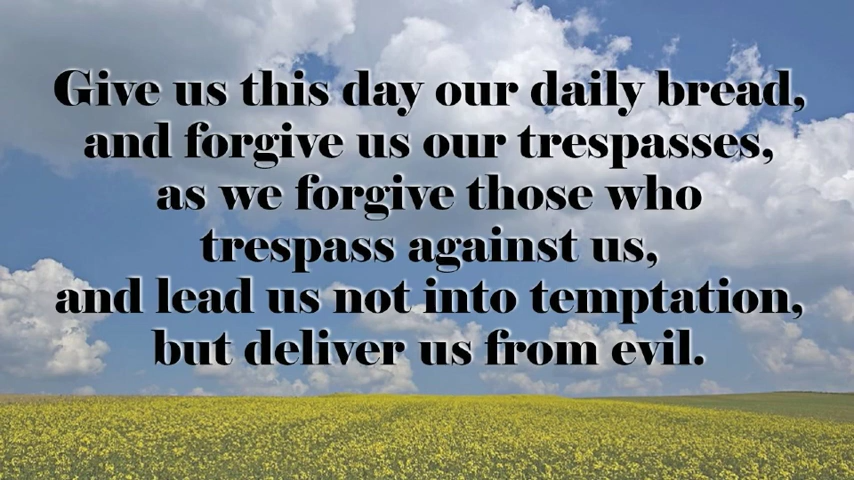 Give us this day our daily bread,
and forgive us our trespasses,
as we forgive those who
trespass against us,
and lead us not into temptation,
but deliver us from evil.